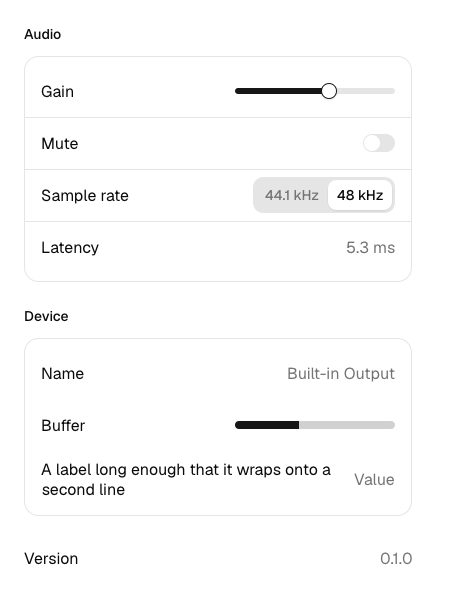 Audio
Gain
Mute
Sample rate 44.1 kHz 48 kHz
Latency 5.3 ms
Device
Name Built-in Output
Buffer
A label long enough that it wraps onto a
second line
Value
Version 0.1.0